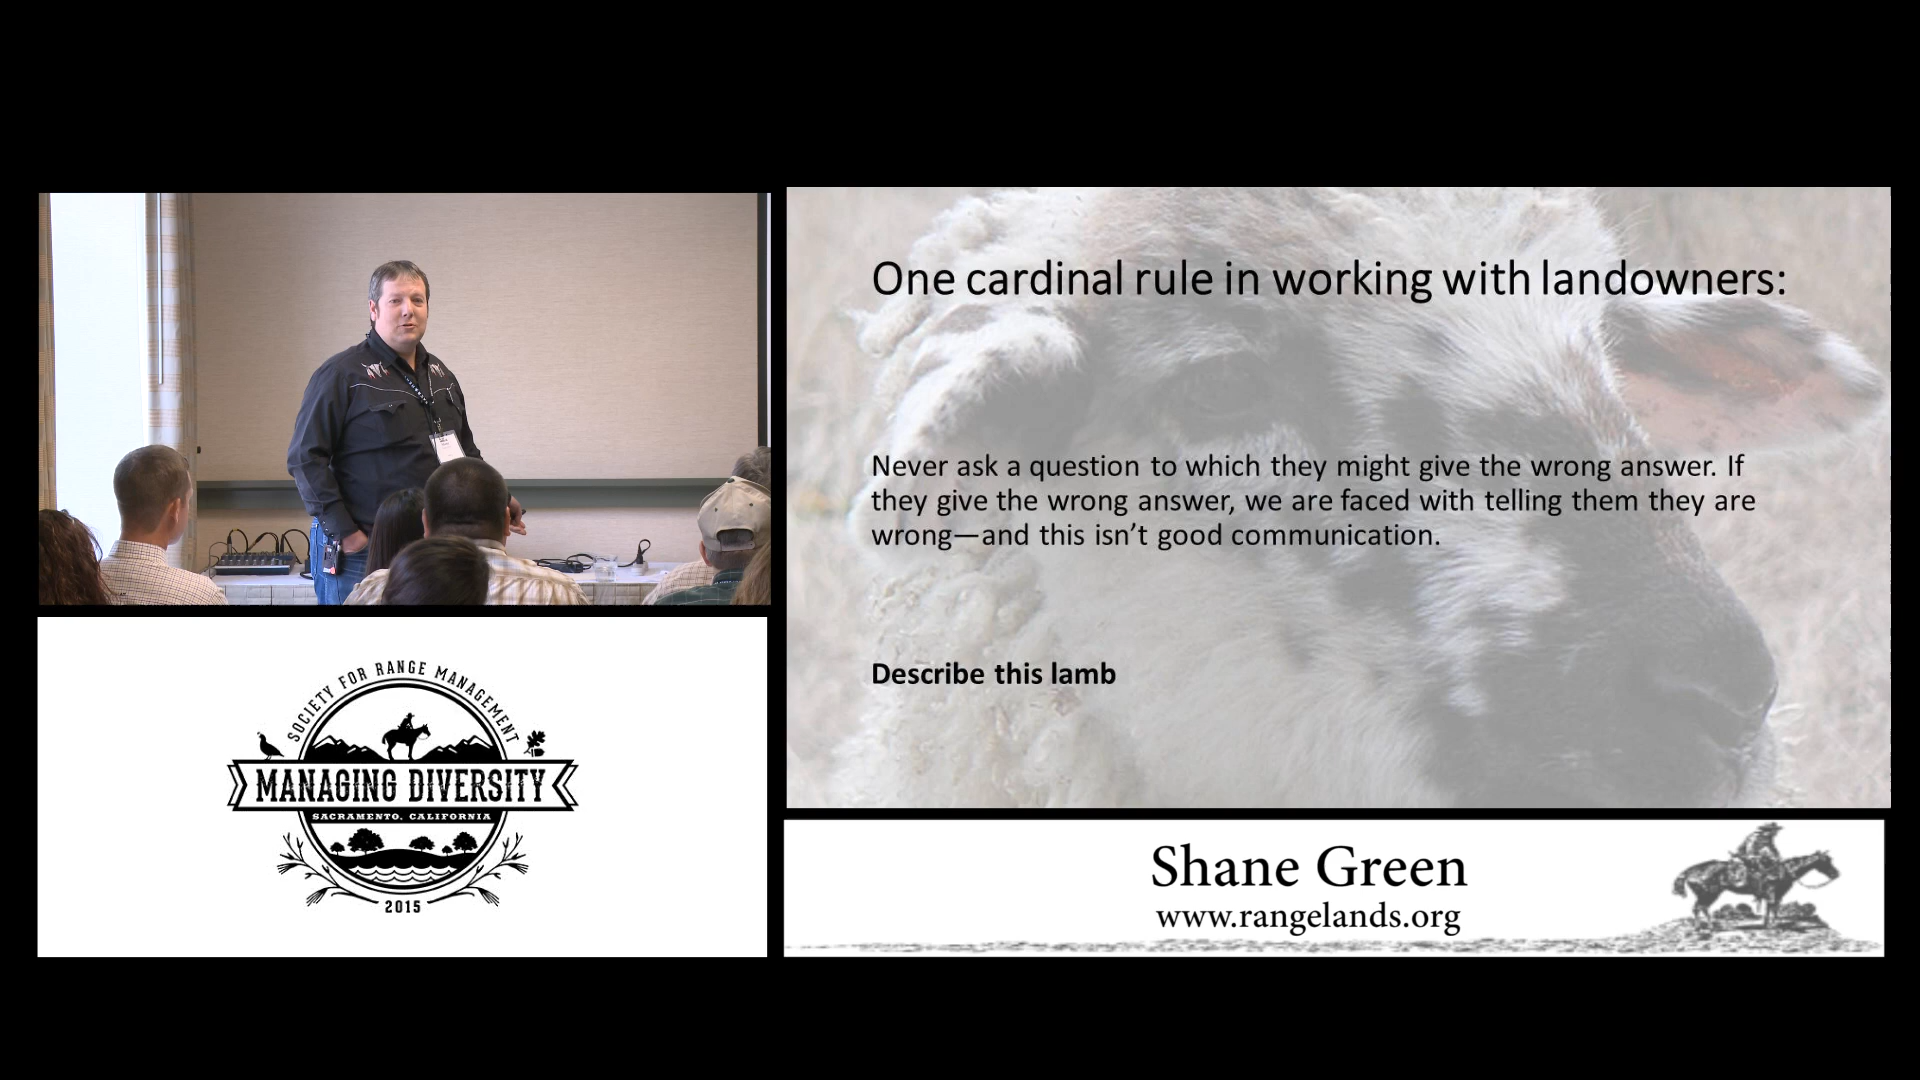 One cardinal rule in working with landowners:
Never ask a question to which they might give the wrong answer. If
they give the wrong answer, we are faced with telling them they are
wrong—and this isn’t good communication.
Describe this lamb
SOCIETY FOR RANGE MANAGEMENT
MANAGING DIVERSITY
SACRAMENTO, CALIFORNIA
2015
Shane Green
www.rangelands.org